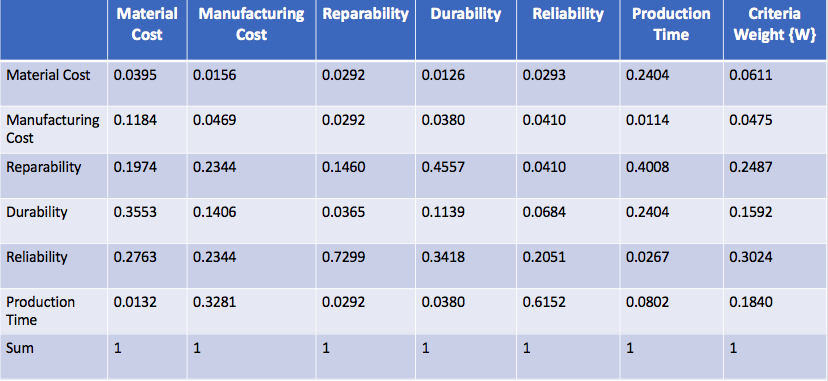 Material Cost Manufacturing Cost Reparability Durability Reliability Production Time Criteria Weight {W}
Material Cost 0.0395 0.0156 0.0292 0.0126 0.0293 0.2404 0.0611
Manufacturing Cost 0.1184 0.0469 0.0292 0.0380 0.0410 0.0114 0.0475
Reparability 0.1974 0.2344 0.1460 0.4557 0.0410 0.4008 0.2487
Durability 0.3553 0.1406 0.0365 0.1139 0.0684 0.2404 0.1592
Reliability 0.2763 0.2344 0.7299 0.3418 0.2051 0.0267 0.3024
Production Time 0.0132 0.3281 0.0292 0.0380 0.6152 0.0802 0.1840
Sum 1 1 1 1 1 1 1